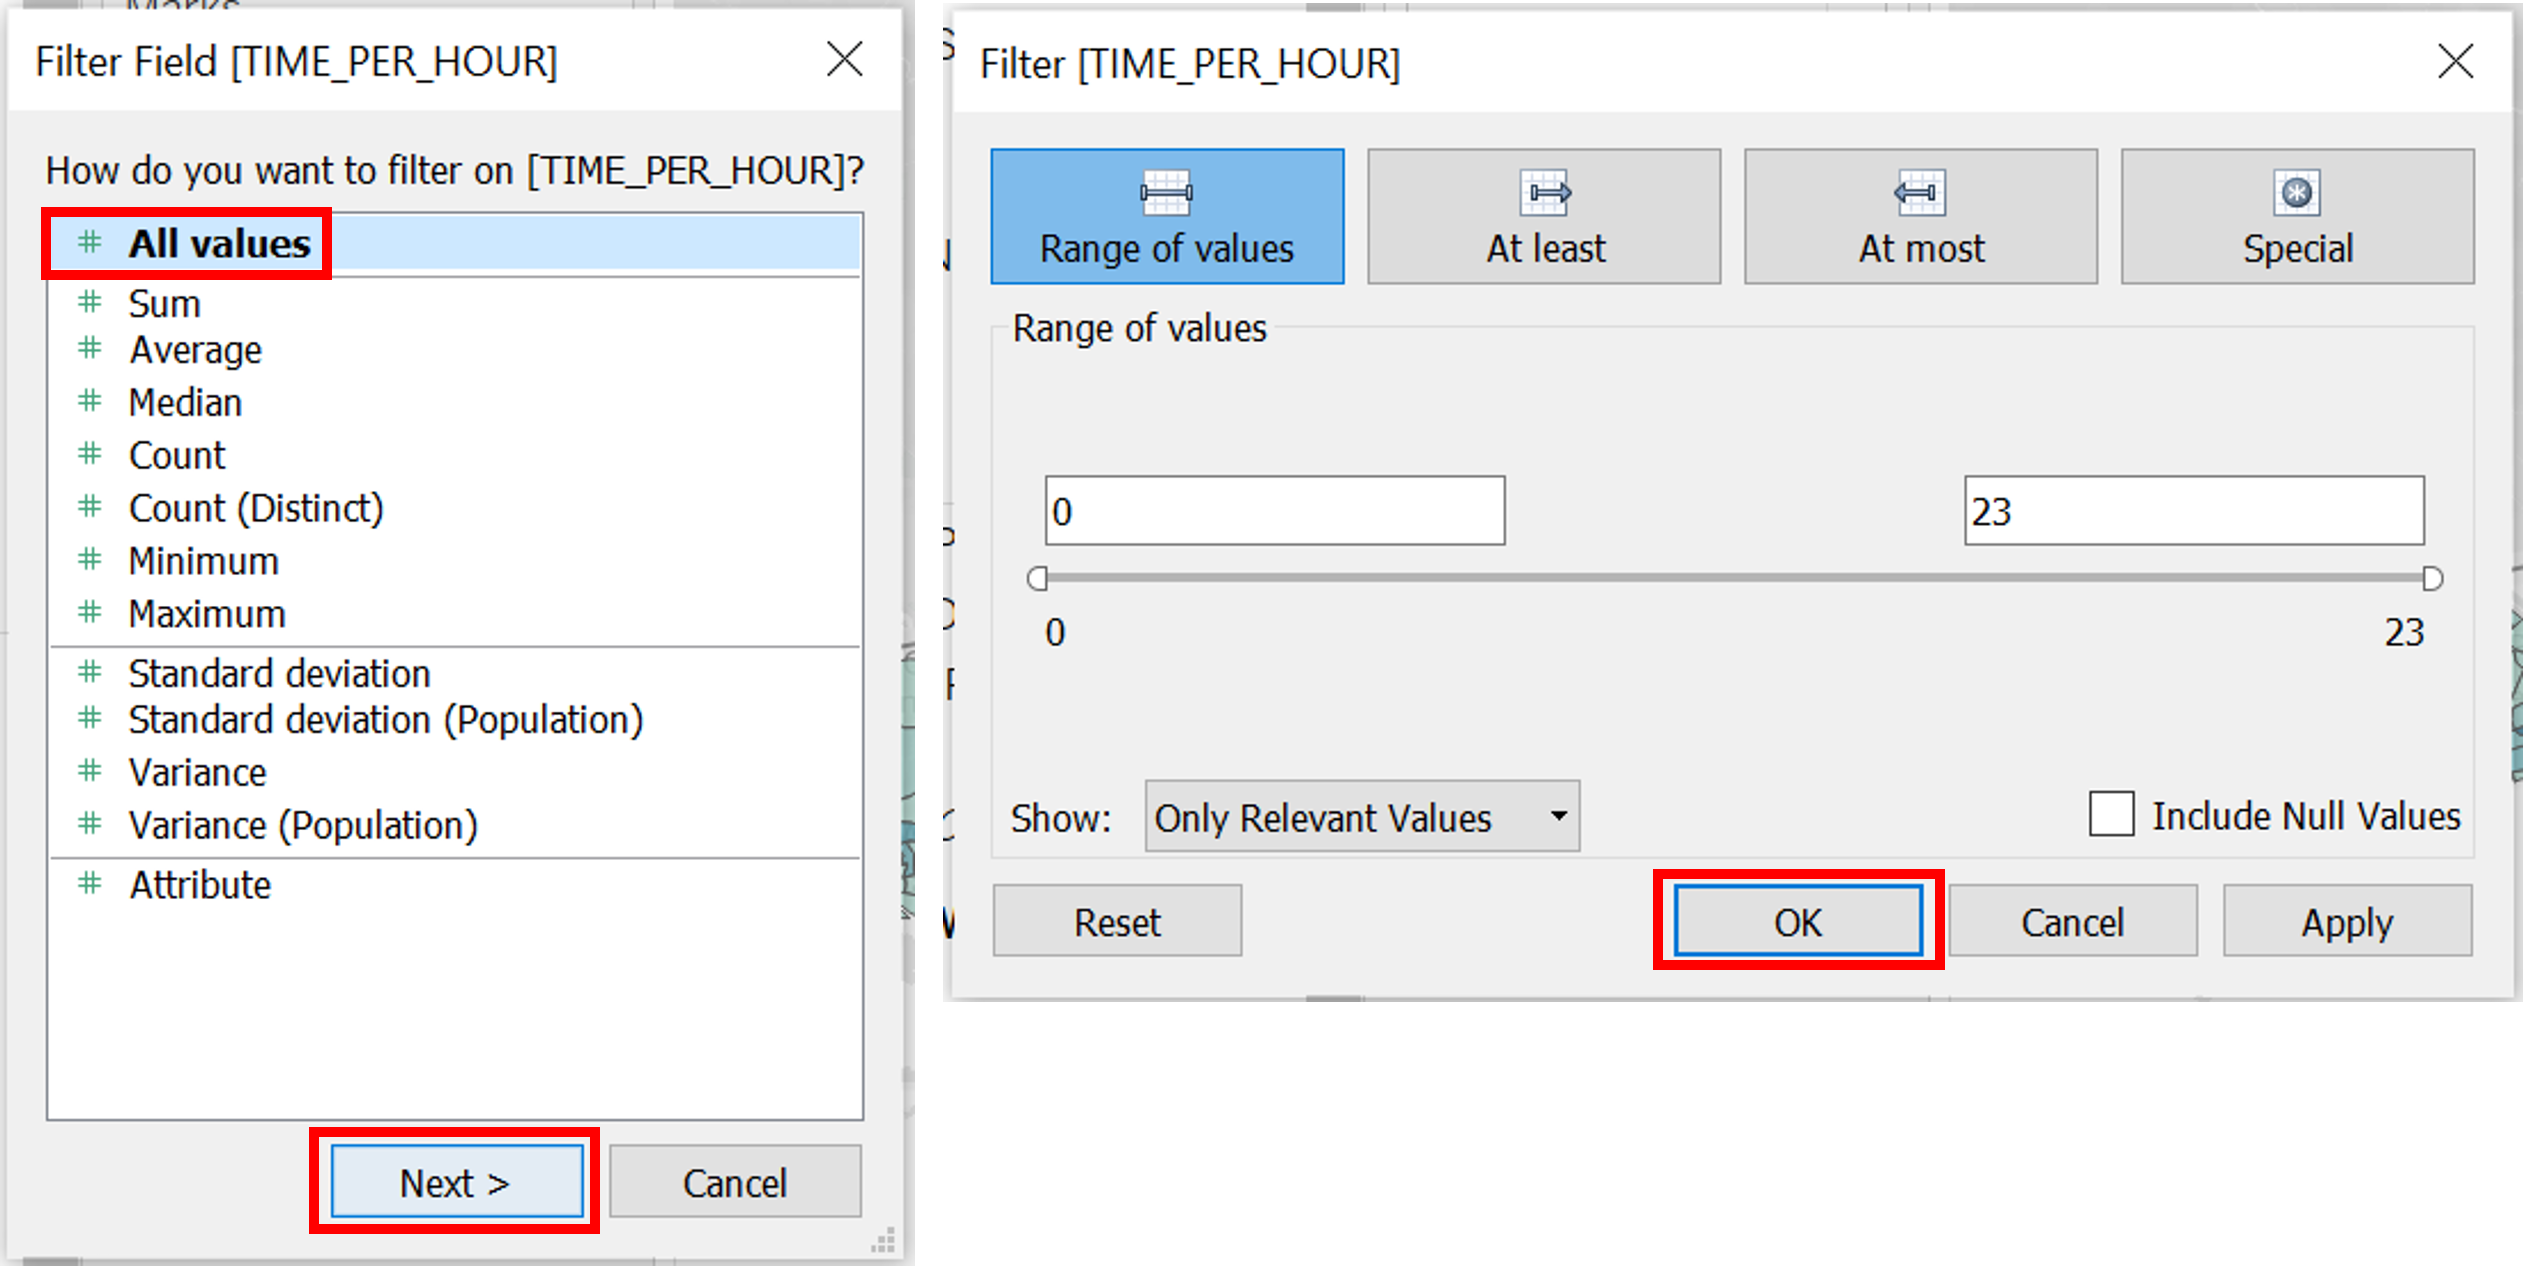 Marks
Filter Field [TIME_PER_HOUR]
How do you want to filter on [TIME_PER_HOUR]?
All values
Sum
Average
Median
Count
Count (Distinct)
Minimum
Maximum
Standard deviation
Standard deviation (Population)
Variance
Variance (Population)
Attribute
Next >
Cancel
Filter [TIME_PER_HOUR]
Range of values
At least
At most
Special
Range of values
0
23
0
23
Show:
Only Relevant Values
Include Null Values
Reset
OK
Cancel
Apply